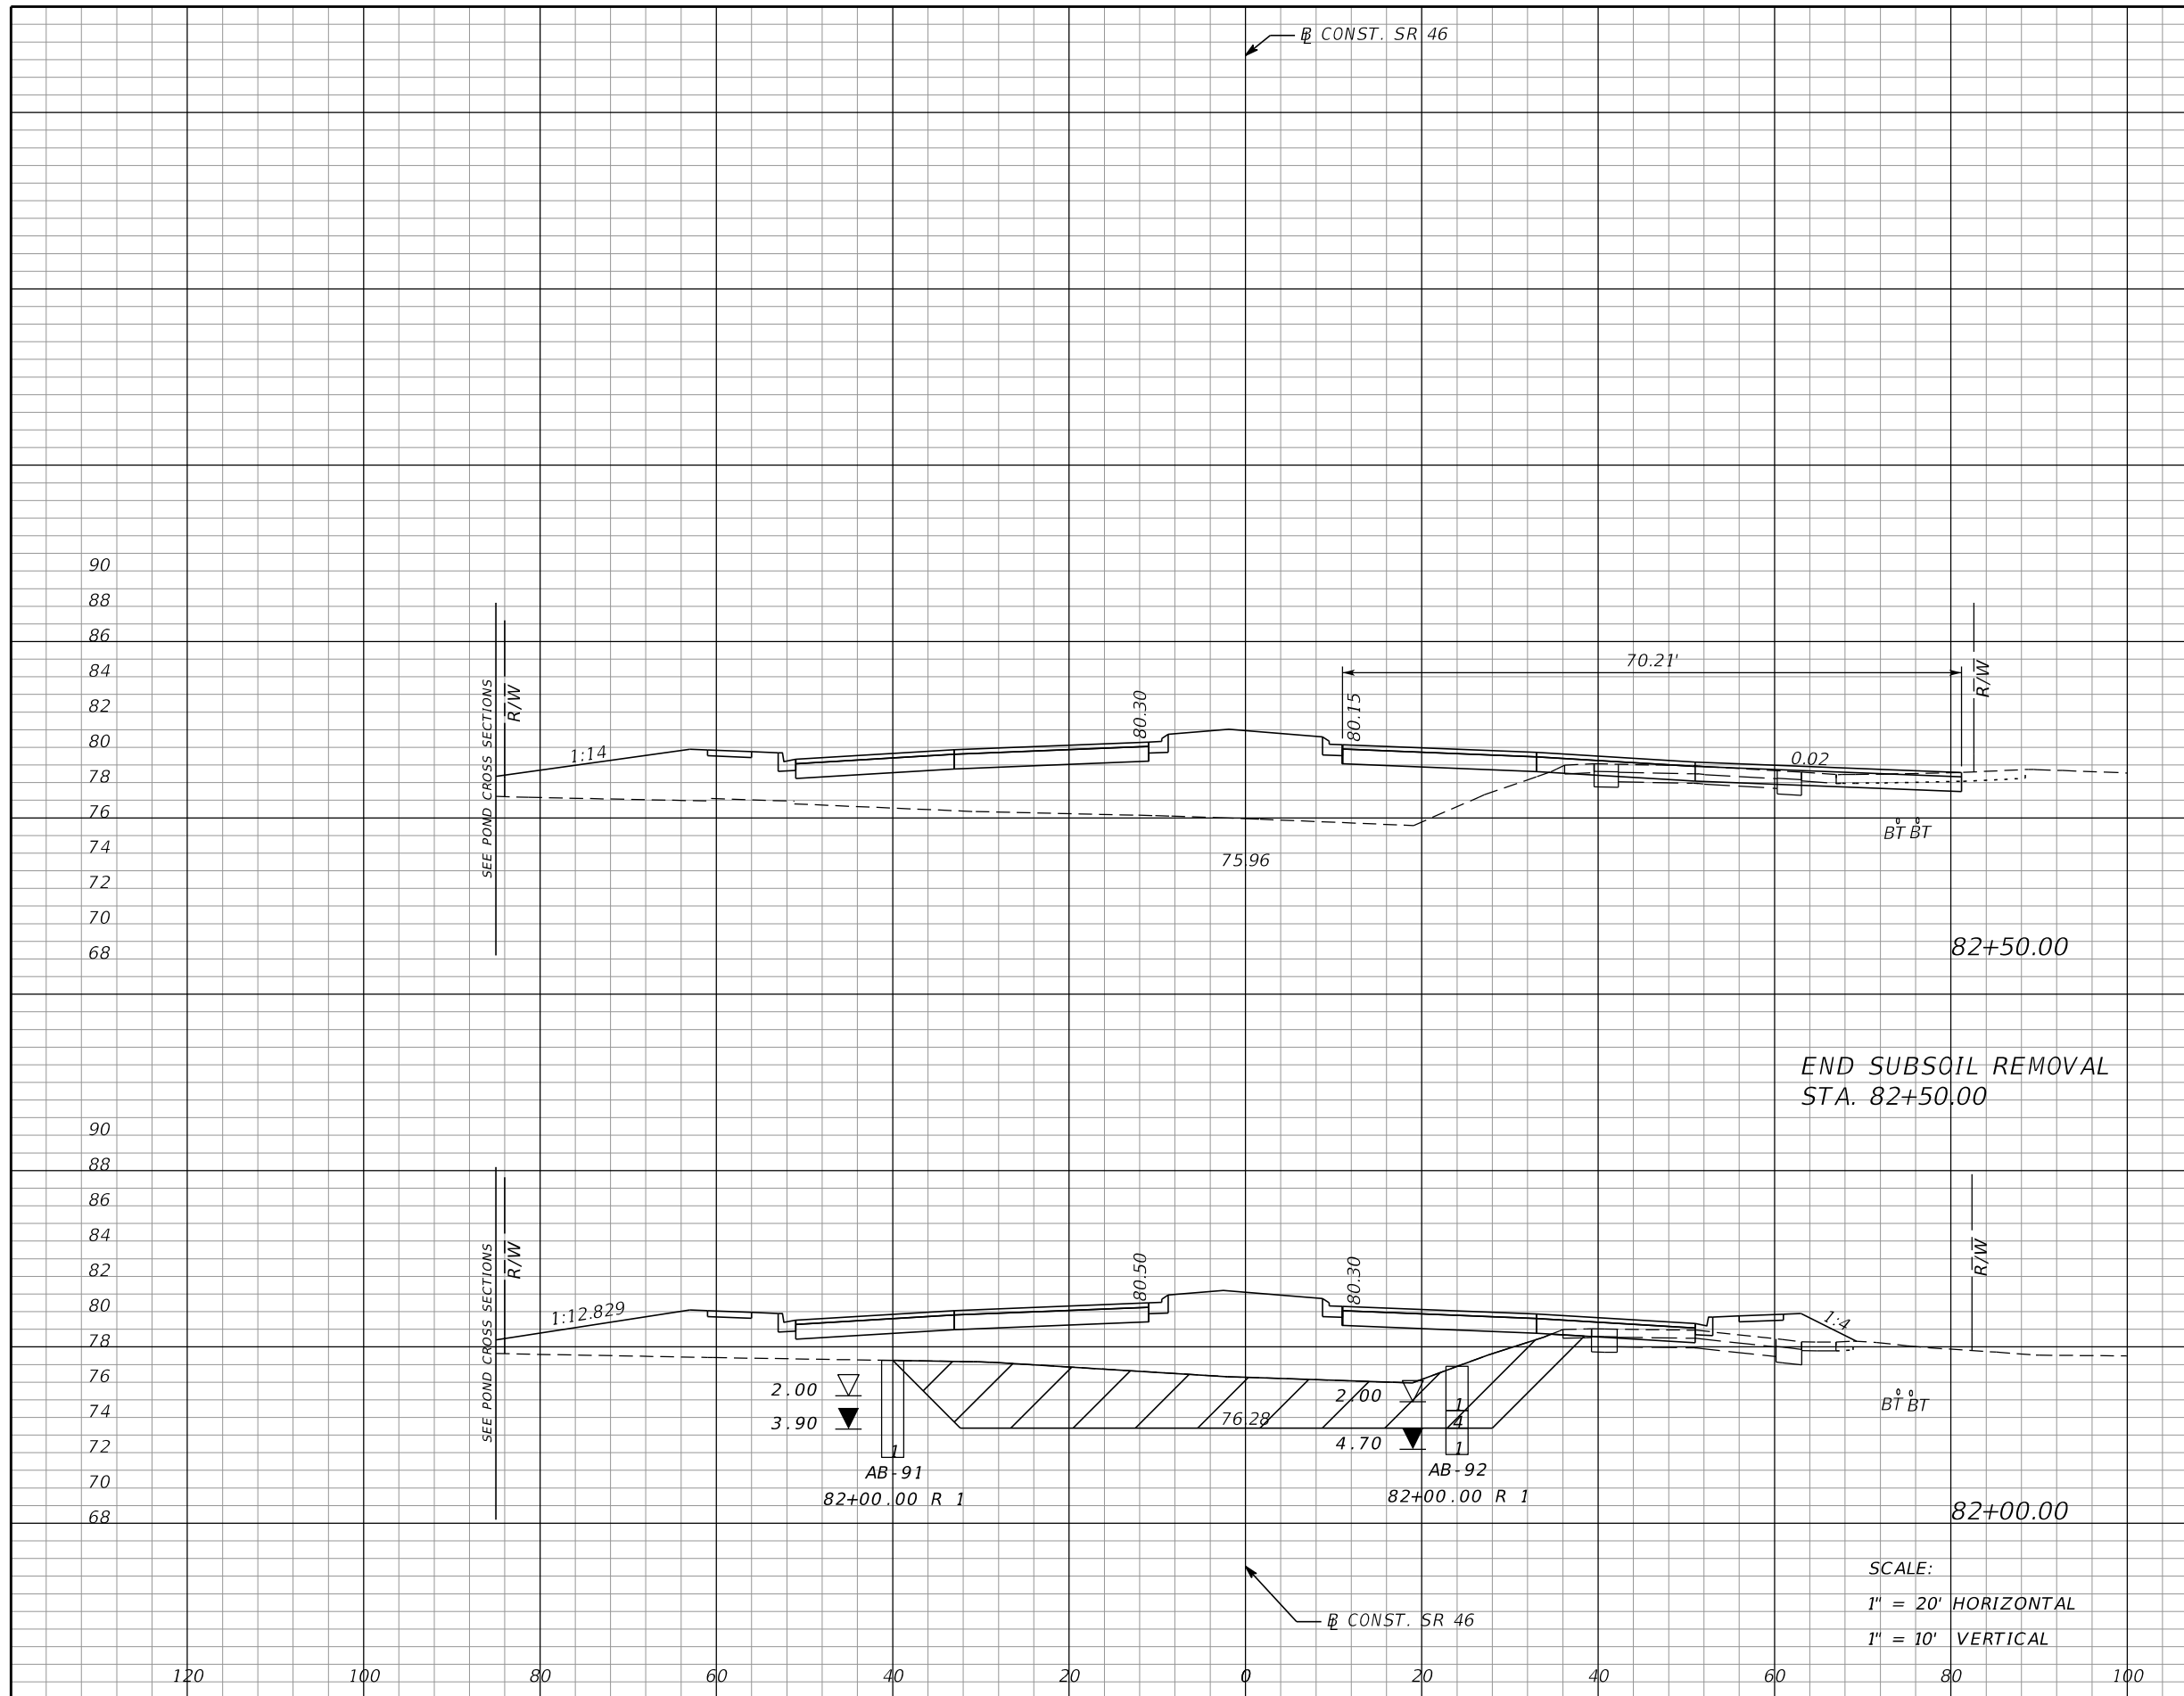 ℄ CONST. SR 46
90
88
86
84
82
80
78
76
74
72
70
68
SEE POND CROSS SECTIONS
R/W
1:14
80.30
80.15
70.21'
0.02
R/W
BT BT
75.96
82+50.00
END SUBSOIL REMOVAL
STA. 82+50.00
90
88
86
84
82
80
78
76
74
72
70
68
SEE POND CROSS SECTIONS
R/W
1:12.829
80.50
80.30
1:4
R/W
2.00
3.90
1
AB-91
82+00.00 R 1
76.28
2.00
4.70
1
4
1
AB-92
82+00.00 R 1
BT BT
82+00.00
℄ CONST. SR 46
SCALE:
1" = 20' HORIZONTAL
1" = 10' VERTICAL
120 100 80 60 40 20 0 20 40 60 80 100